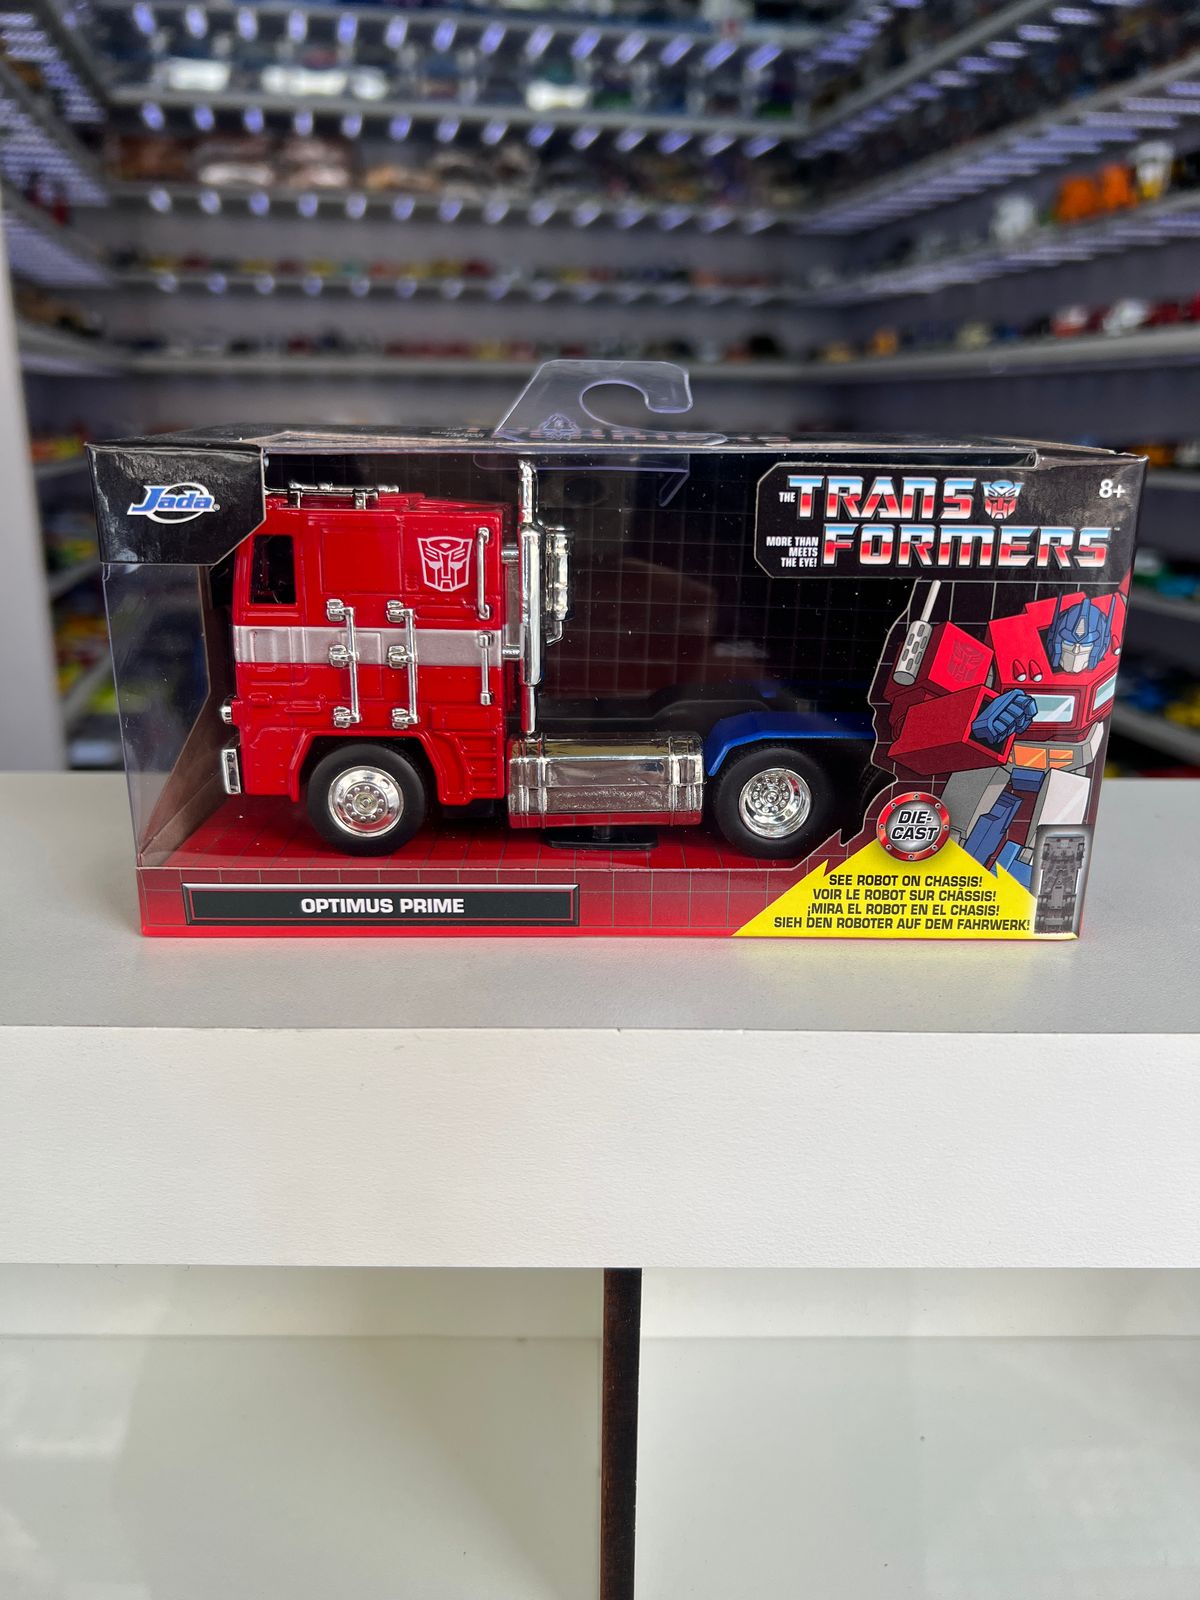 Jada
THE
TRANS
FORMERS
MORE THAN
MEETS
THE EYE!
8+
DIE-
CAST
SEE ROBOT ON CHASSIS!
VOIR LE ROBOT SUR CHÂSSIS!
¡MIRA EL ROBOT EN EL CHASIS!
SIEH DEN ROBOTER AUF DEM FAHRWERK!
OPTIMUS PRIME